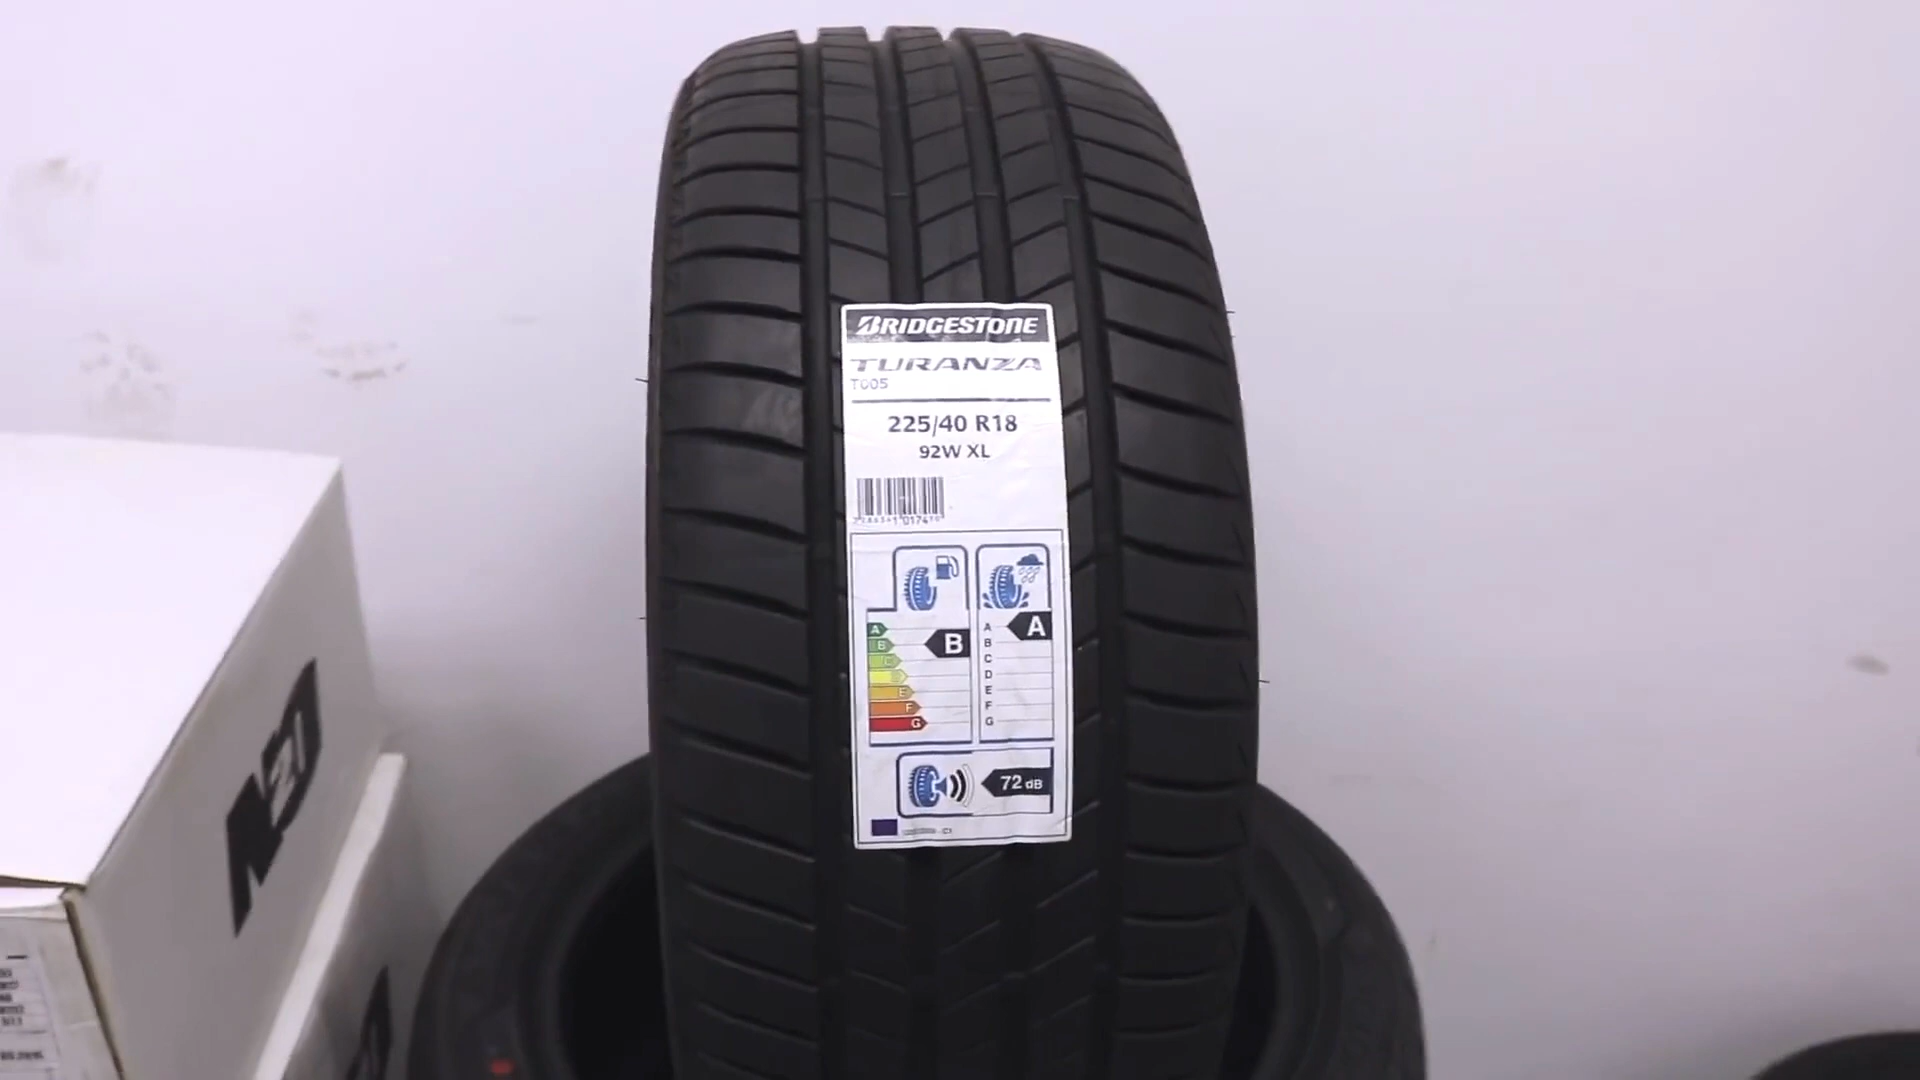 BRIDGESTONE
TURANZA
T005
225/40 R18
92W XL
A
B
C
E
F
G
B
A
B
C
D
E
F
G
A
72 dB